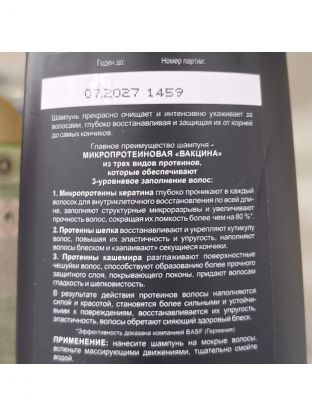 Годен до: Номер партии:
07.2027 1459
Шампунь прекрасно очищает и интенсивно ухаживает за
волосами, глубоко восстанавливая и защищая их от корней
до самых кончиков.
Главное преимущество шампуня -
МИКРОПРОТЕИНОВАЯ «ВАКЦИНА»
из трех видов протеинов,
которые обеспечивают
3-уровневое заполнение волос:
1. Микропротеины кератина глубоко проникают в каждый
волосок для внутриклеточного восстановления по всей дли-
не, заполняя структурные микроразрывы и увеличивают
прочность волос, сокращая их ломкость более чем на 80 %*.
2. Протеины шелка восстанавливают и укрепляют кутикулу
волос, повышая их эластичность и упругость, наполняют
волосы блеском и «запаивают» секущиеся кончики.
3. Протеины кашемира разглаживают поверхностные
чешуйки волос, способствуют образованию более прочного
защитного слоя, покрывающего локоны, придают волосам
гладкость и шелковистость.
В результате действия протеинов волосы наполняются
силой и красотой, становятся более сильными и устойчи-
выми к повреждениям, восстанавливается их упругость,
эластичность, волосы обретают сияющий здоровый блеск.
*Эффективность доказана компанией BASF (Германия)
ПРИМЕНЕНИЕ: нанесите шампунь на мокрые волосы,
вспеньте массирующими движениями, тщательно смойте
водой.